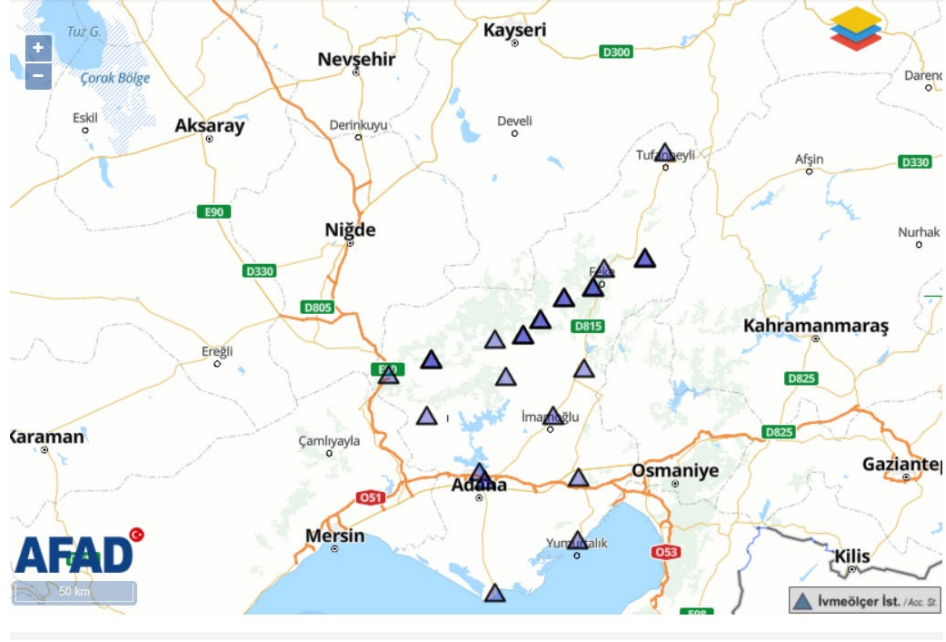 Tuz G.
Kayseri
D300
Nevşehir
+
−
Çorak Bölge
Eskil
Aksaray
Derinkuyu
Develi
Tufanbeyli
Afşin
D330
E90
Niğde
Nurhak
D330
D805
D815
Kahramanmaraş
Ereğli
D825
İmamoğlu
D825
Karaman
Çamlıyayla
Osmaniye
Adana
O51
Mersin
Yumurtalık
O53
Kilis
AFAD
50 km
İvmeölçer İst. /Acc. St.